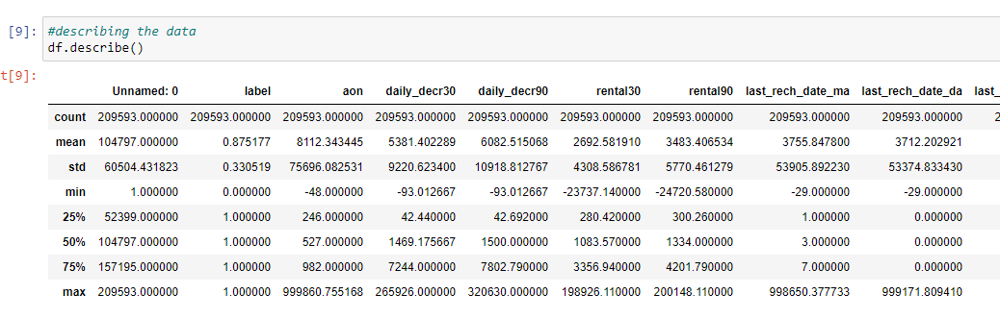 [9]: #describing the data
df.describe()
t[9]:
Unnamed: 0 label aon daily_decr30 daily_decr90 rental30 rental90 last_rech_date_ma last_rech_date_da last_
count 209593.000000 209593.000000 209593.000000 209593.000000 209593.000000 209593.000000 209593.000000 209593.000000 209593.000000 2
mean 104797.000000 0.875177 8112.343445 5381.402289 6082.515068 2692.581910 3483.406534 3755.847800 3712.202921
std 60504.431823 0.330519 75696.082531 9220.623400 10918.812767 4308.586781 5770.461279 53905.892230 53374.833430
min 1.000000 0.000000 -48.000000 -93.012667 -93.012667 -23737.140000 -24720.580000 -29.000000 -29.000000
25% 52399.000000 1.000000 246.000000 42.440000 42.692000 280.420000 300.260000 1.000000 0.000000
50% 104797.000000 1.000000 527.000000 1469.175667 1500.000000 1083.570000 1334.000000 3.000000 0.000000
75% 157195.000000 1.000000 982.000000 7244.000000 7802.790000 3356.940000 4201.790000 7.000000 0.000000
max 209593.000000 1.000000 999860.755168 265926.000000 320630.000000 198926.110000 200148.110000 998650.377733 999171.809410